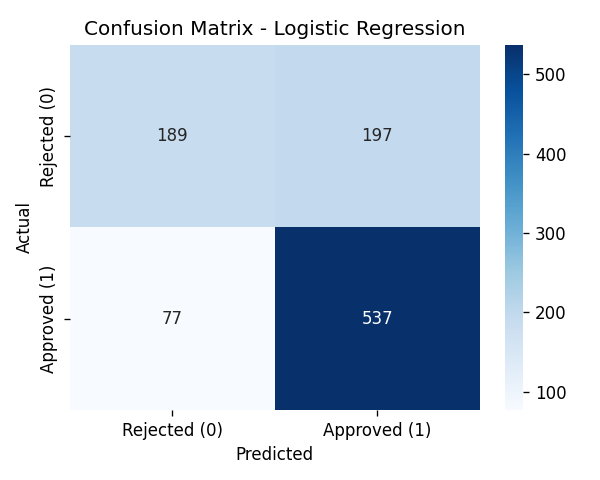 Confusion Matrix - Logistic Regression
Actual
Rejected (0)
189
197
Approved (1)
77
537
Rejected (0)
Approved (1)
Predicted
500
400
300
200
100